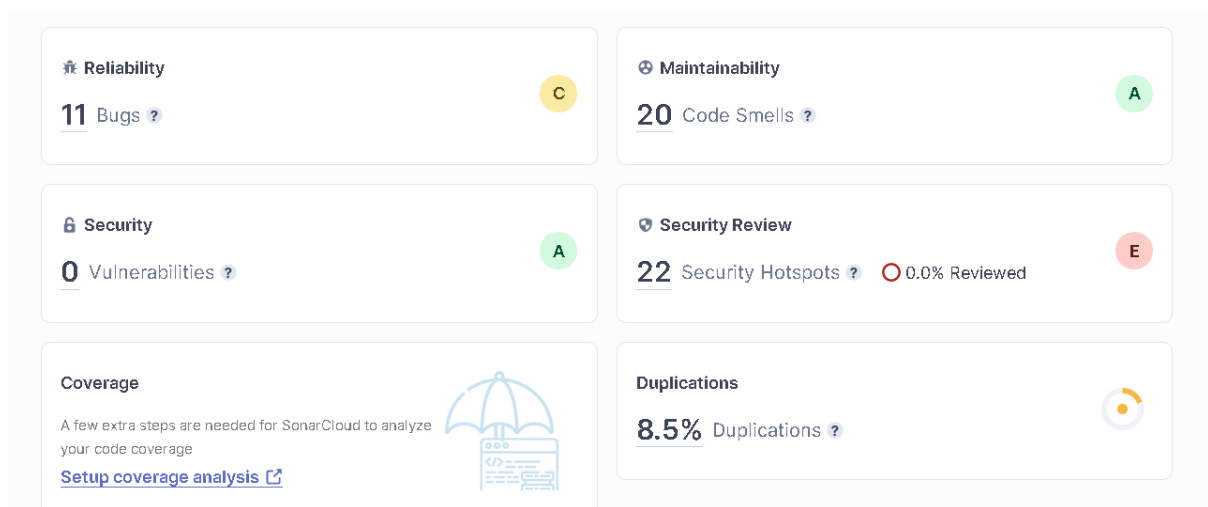 Reliability
11 Bugs ?
C
Maintainability
20 Code Smells ?
A
Security
0 Vulnerabilities ?
A
Security Review
22 Security Hotspots ? 0.0% Reviewed
E
Coverage
A few extra steps are needed for SonarCloud to analyze
your code coverage
Setup coverage analysis
</>
Duplications
8.5% Duplications ?